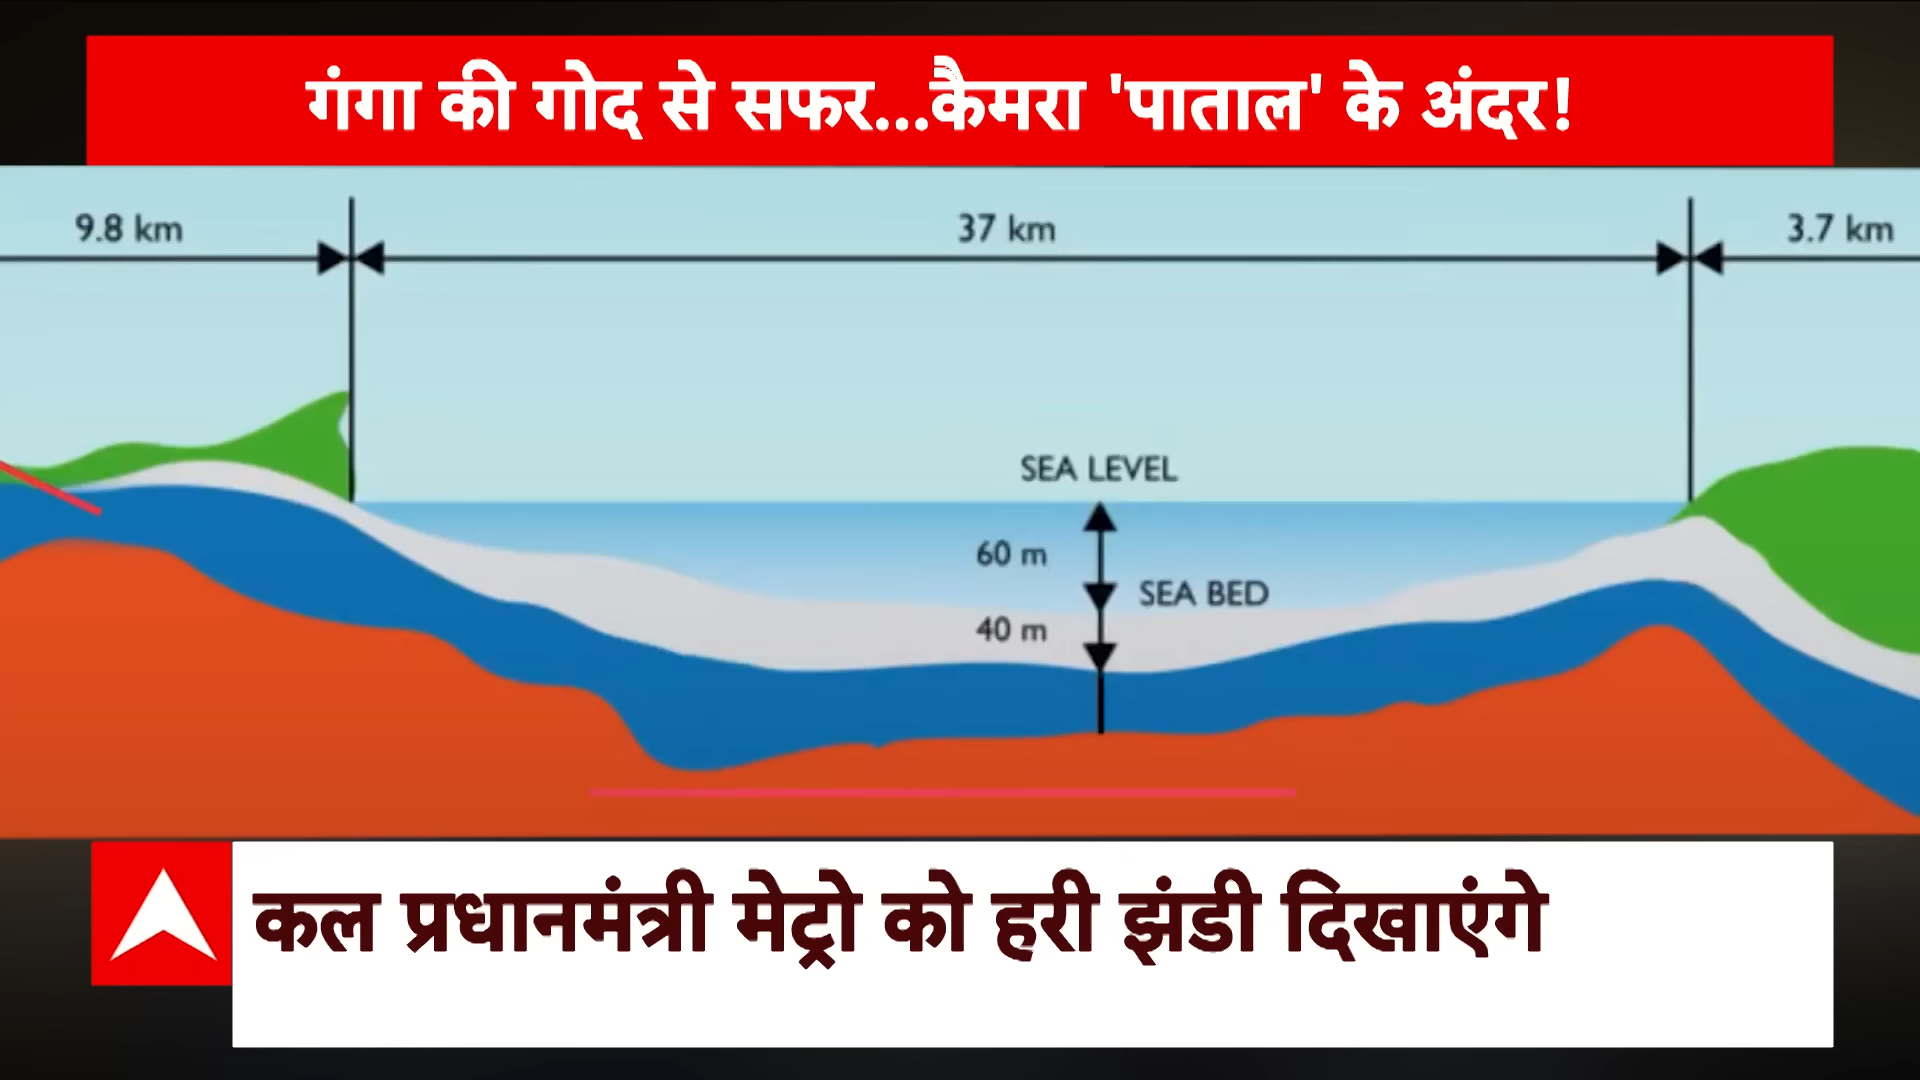 गंगा की गोद से सफर...कैमरा 'पाताल' के अंदर!
9.8 km
37 km
3.7 km
SEA LEVEL
60 m
SEA BED
40 m
कल प्रधानमंत्री मेट्रो को हरी झंडी दिखाएंगे